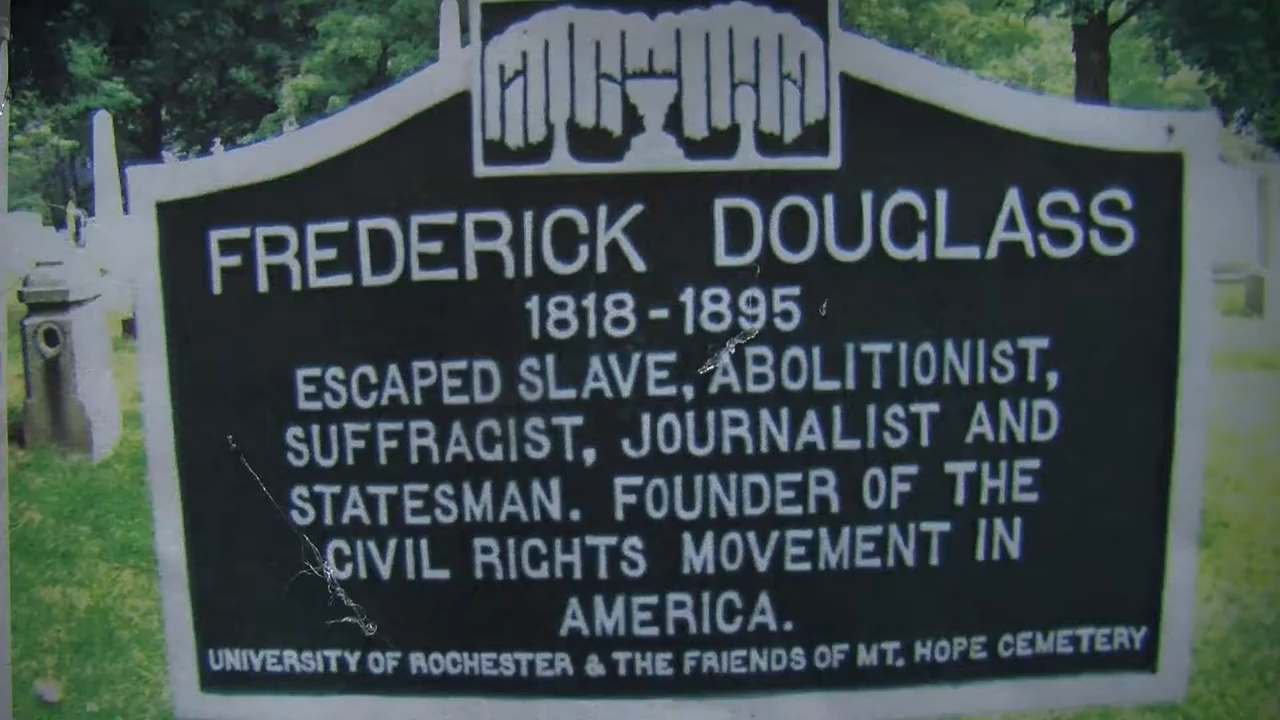 FREDERICK DOUGLASS
1818-1895
ESCAPED SLAVE, ABOLITIONIST,
SUFFRAGIST, JOURNALIST AND
STATESMAN. FOUNDER OF THE
CIVIL RIGHTS MOVEMENT IN
AMERICA.
UNIVERSITY OF ROCHESTER & THE FRIENDS OF MT. HOPE CEMETERY